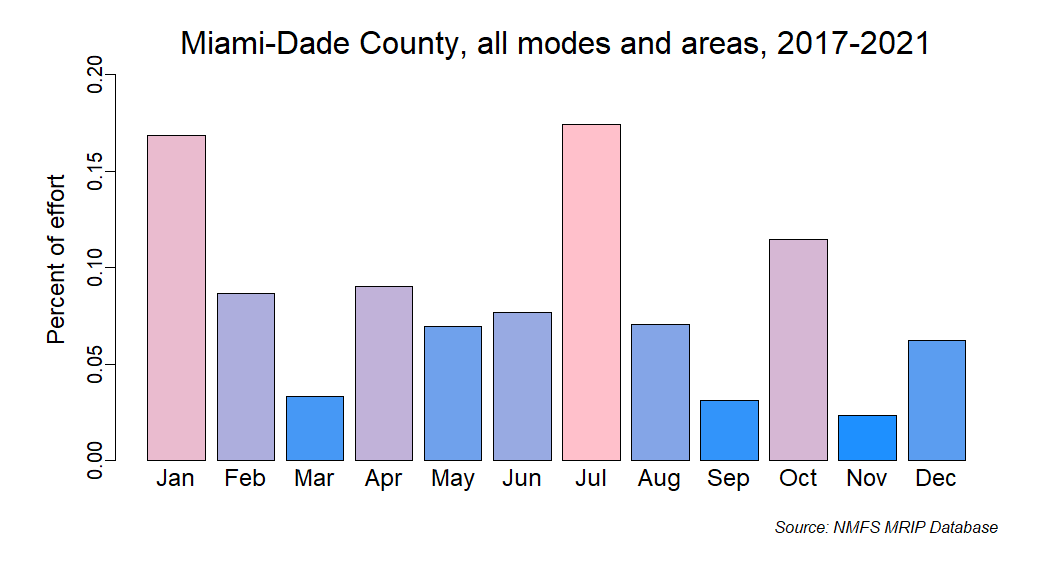 Miami-Dade County, all modes and areas, 2017-2021
Percent of effort
0.20
0.15
0.10
0.05
0.00
Jan Feb Mar Apr May Jun Jul Aug Sep Oct Nov Dec
Source: NMFS MRIP Database